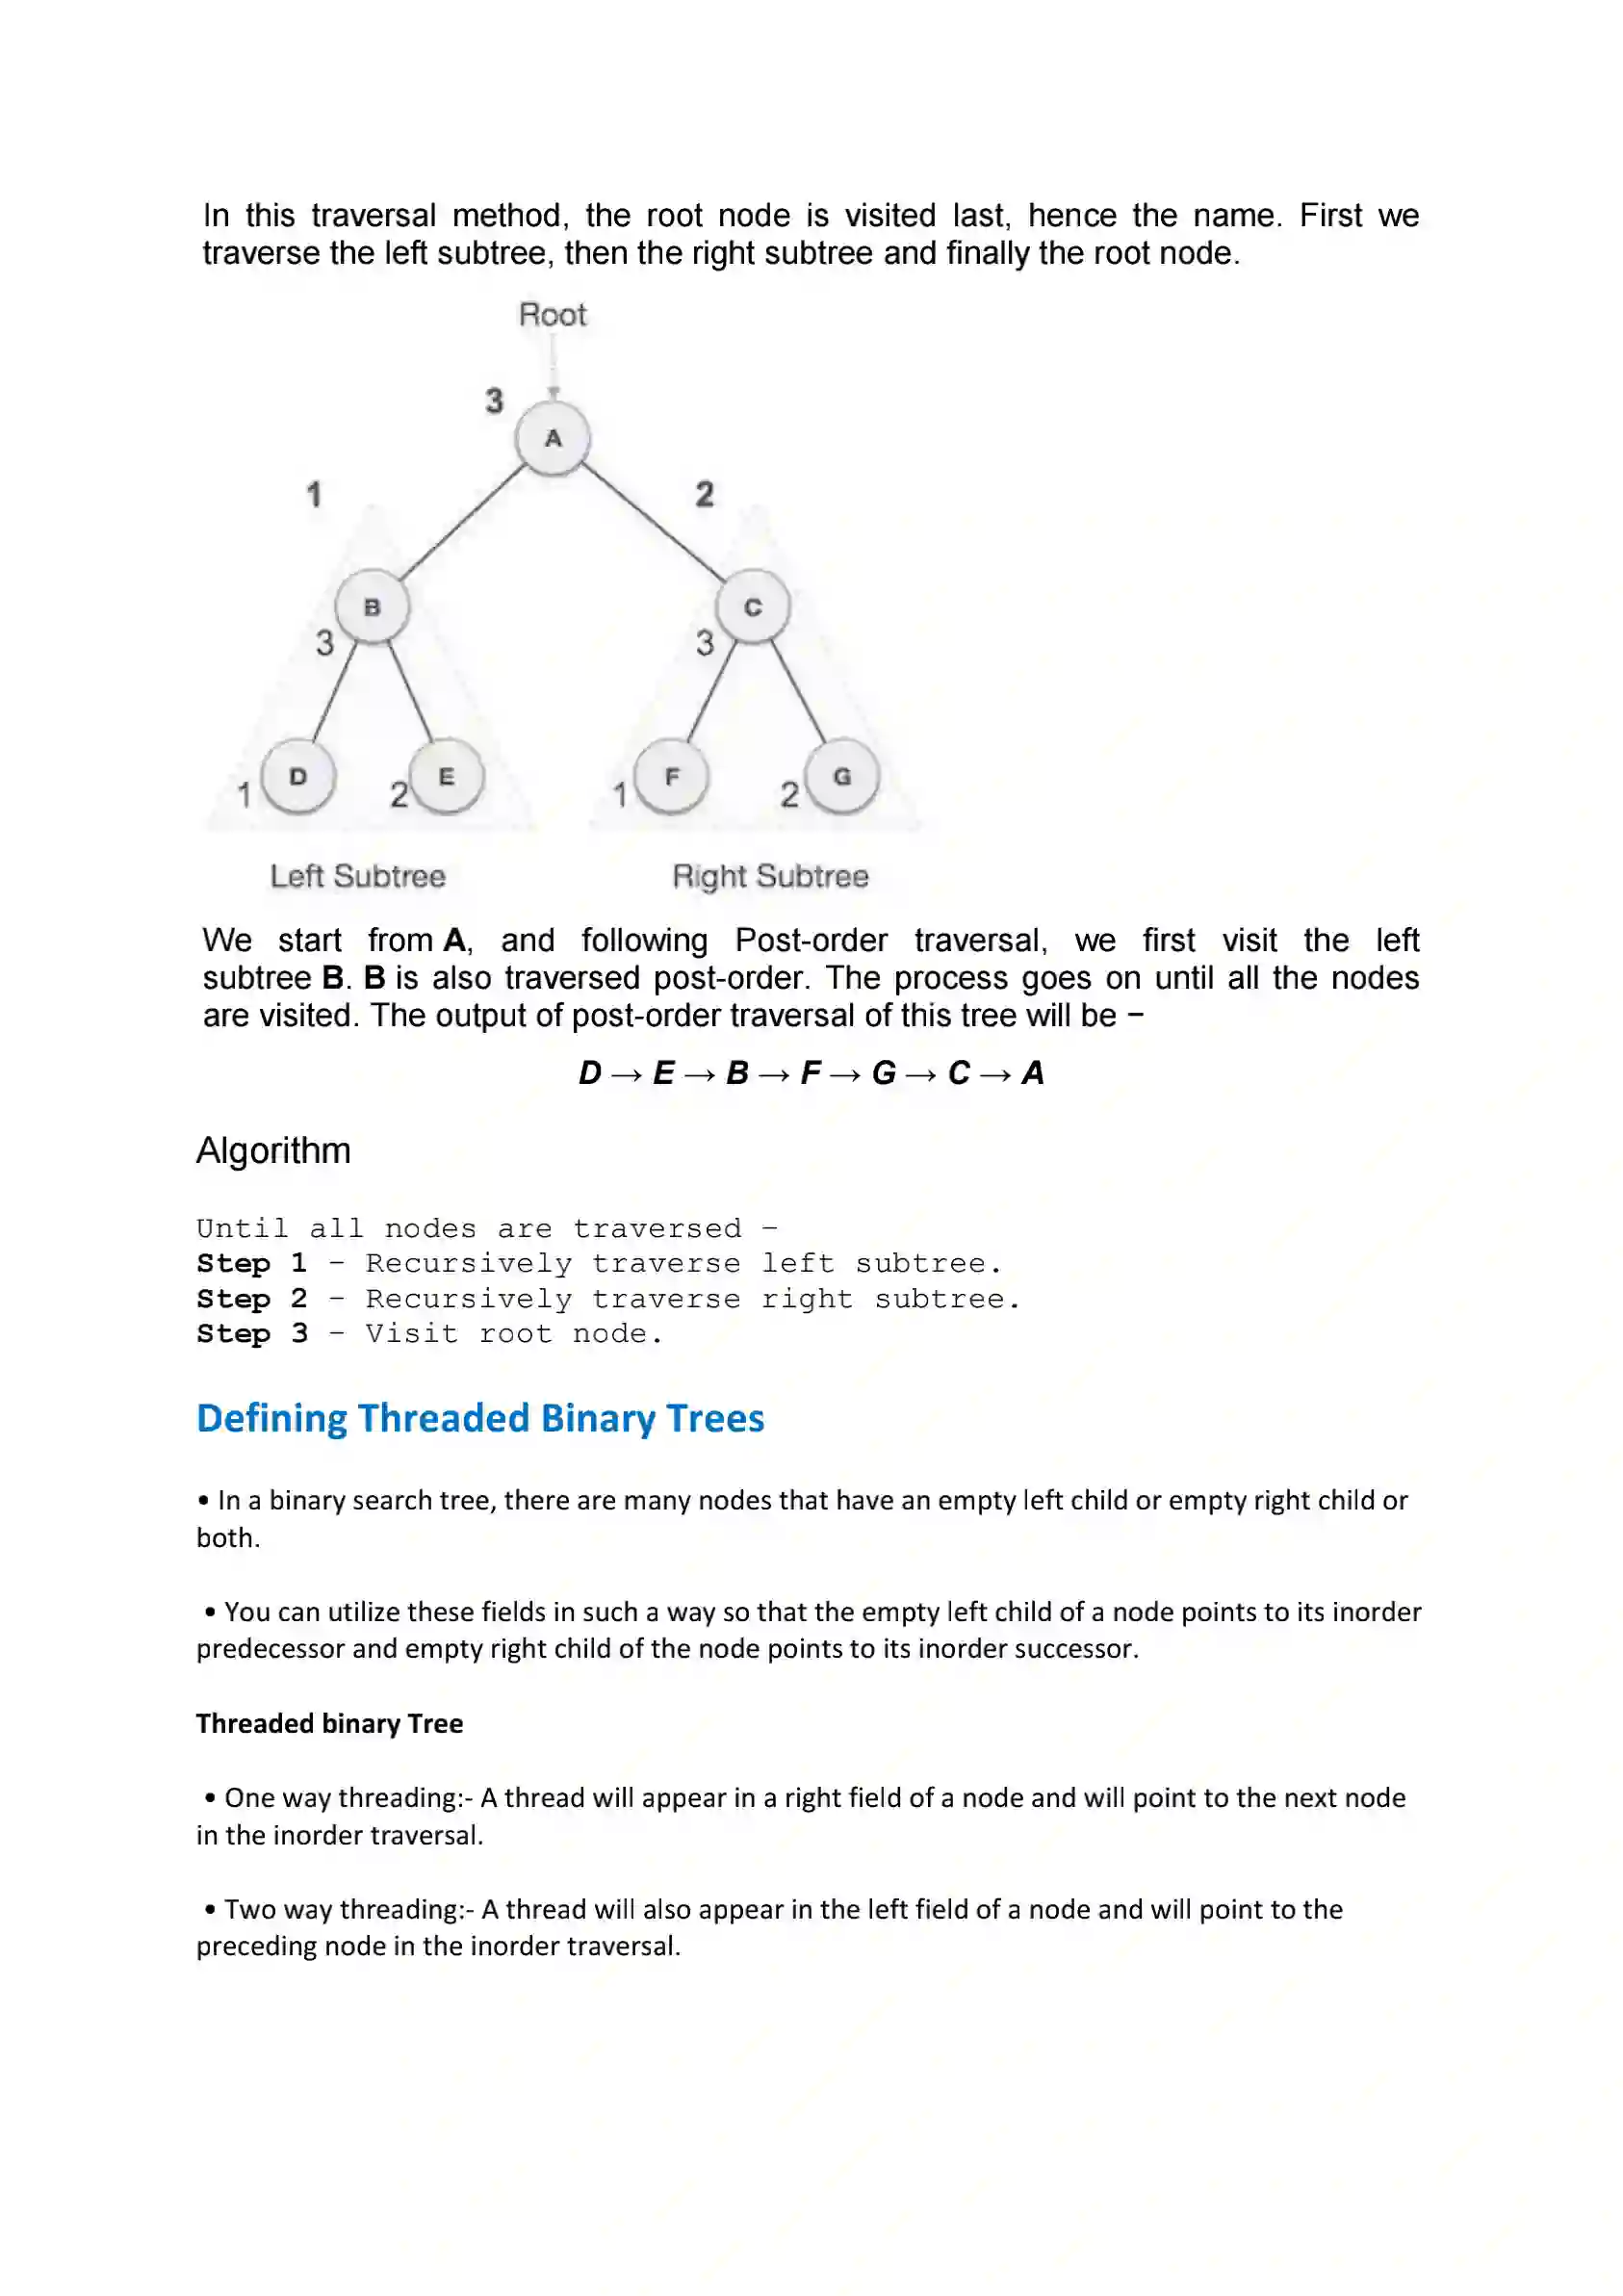 In this traversal method, the root node is visited last, hence the name. First we
traverse the left subtree, then the right subtree and finally the root node.
Root
3
A
1
2
B
C
3
3
D
E
F
G
1
2
1
2
Left Subtree
Right Subtree
We start from A, and following Post-order traversal, we first visit the left
subtree B. B is also traversed post-order. The process goes on until all the nodes
are visited. The output of post-order traversal of this tree will be −
D → E → B → F → G → C → A
Algorithm
Until all nodes are traversed −
Step 1 − Recursively traverse left subtree.
Step 2 − Recursively traverse right subtree.
Step 3 − Visit root node.
Defining Threaded Binary Trees
• In a binary search tree, there are many nodes that have an empty left child or empty right child or
both.
• You can utilize these fields in such a way so that the empty left child of a node points to its inorder
predecessor and empty right child of the node points to its inorder successor.
Threaded binary Tree
• One way threading:- A thread will appear in a right field of a node and will point to the next node
in the inorder traversal.
• Two way threading:- A thread will also appear in the left field of a node and will point to the
preceding node in the inorder traversal.